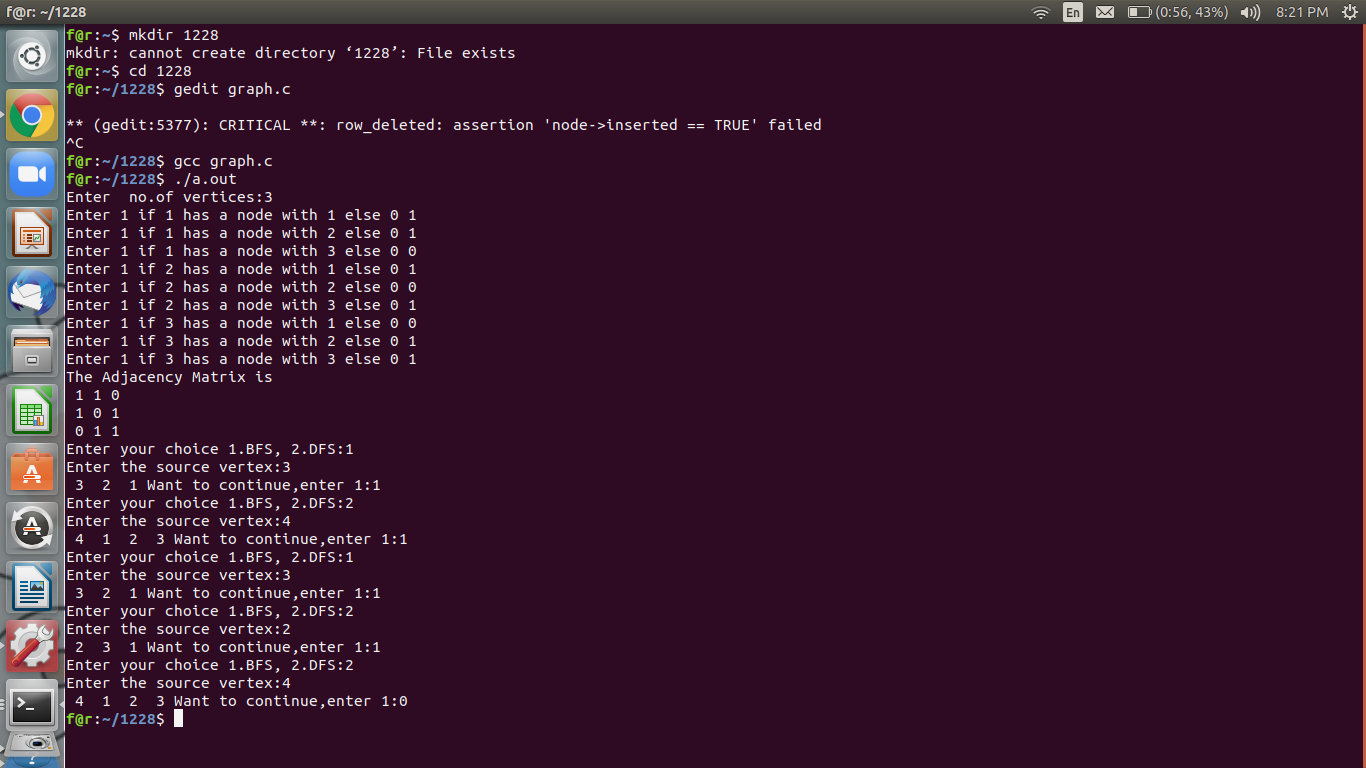 f@r: ~/1228
En
(0:56, 43%)
8:21 PM
f@r:~$ mkdir 1228
mkdir: cannot create directory ‘1228’: File exists
f@r:~$ cd 1228
f@r:~/1228$ gedit graph.c
** (gedit:5377): CRITICAL **: row_deleted: assertion 'node->inserted == TRUE' failed
^C
f@r:~/1228$ gcc graph.c
f@r:~/1228$ ./a.out
Enter  no.of vertices:3
Enter 1 if 1 has a node with 1 else 0 1
Enter 1 if 1 has a node with 2 else 0 1
Enter 1 if 1 has a node with 3 else 0 0
Enter 1 if 2 has a node with 1 else 0 1
Enter 1 if 2 has a node with 2 else 0 0
Enter 1 if 2 has a node with 3 else 0 1
Enter 1 if 3 has a node with 1 else 0 0
Enter 1 if 3 has a node with 2 else 0 1
Enter 1 if 3 has a node with 3 else 0 1
The Adjacency Matrix is
 1 1 0
 1 0 1
 0 1 1
Enter your choice 1.BFS, 2.DFS:1
Enter the source vertex:3
 3  2  1 Want to continue,enter 1:1
Enter your choice 1.BFS, 2.DFS:2
Enter the source vertex:4
 4  1  2  3 Want to continue,enter 1:1
Enter your choice 1.BFS, 2.DFS:1
Enter the source vertex:3
 3  2  1 Want to continue,enter 1:1
Enter your choice 1.BFS, 2.DFS:2
Enter the source vertex:2
 2  3  1 Want to continue,enter 1:1
Enter your choice 1.BFS, 2.DFS:2
Enter the source vertex:4
 4  1  2  3 Want to continue,enter 1:0
f@r:~/1228$